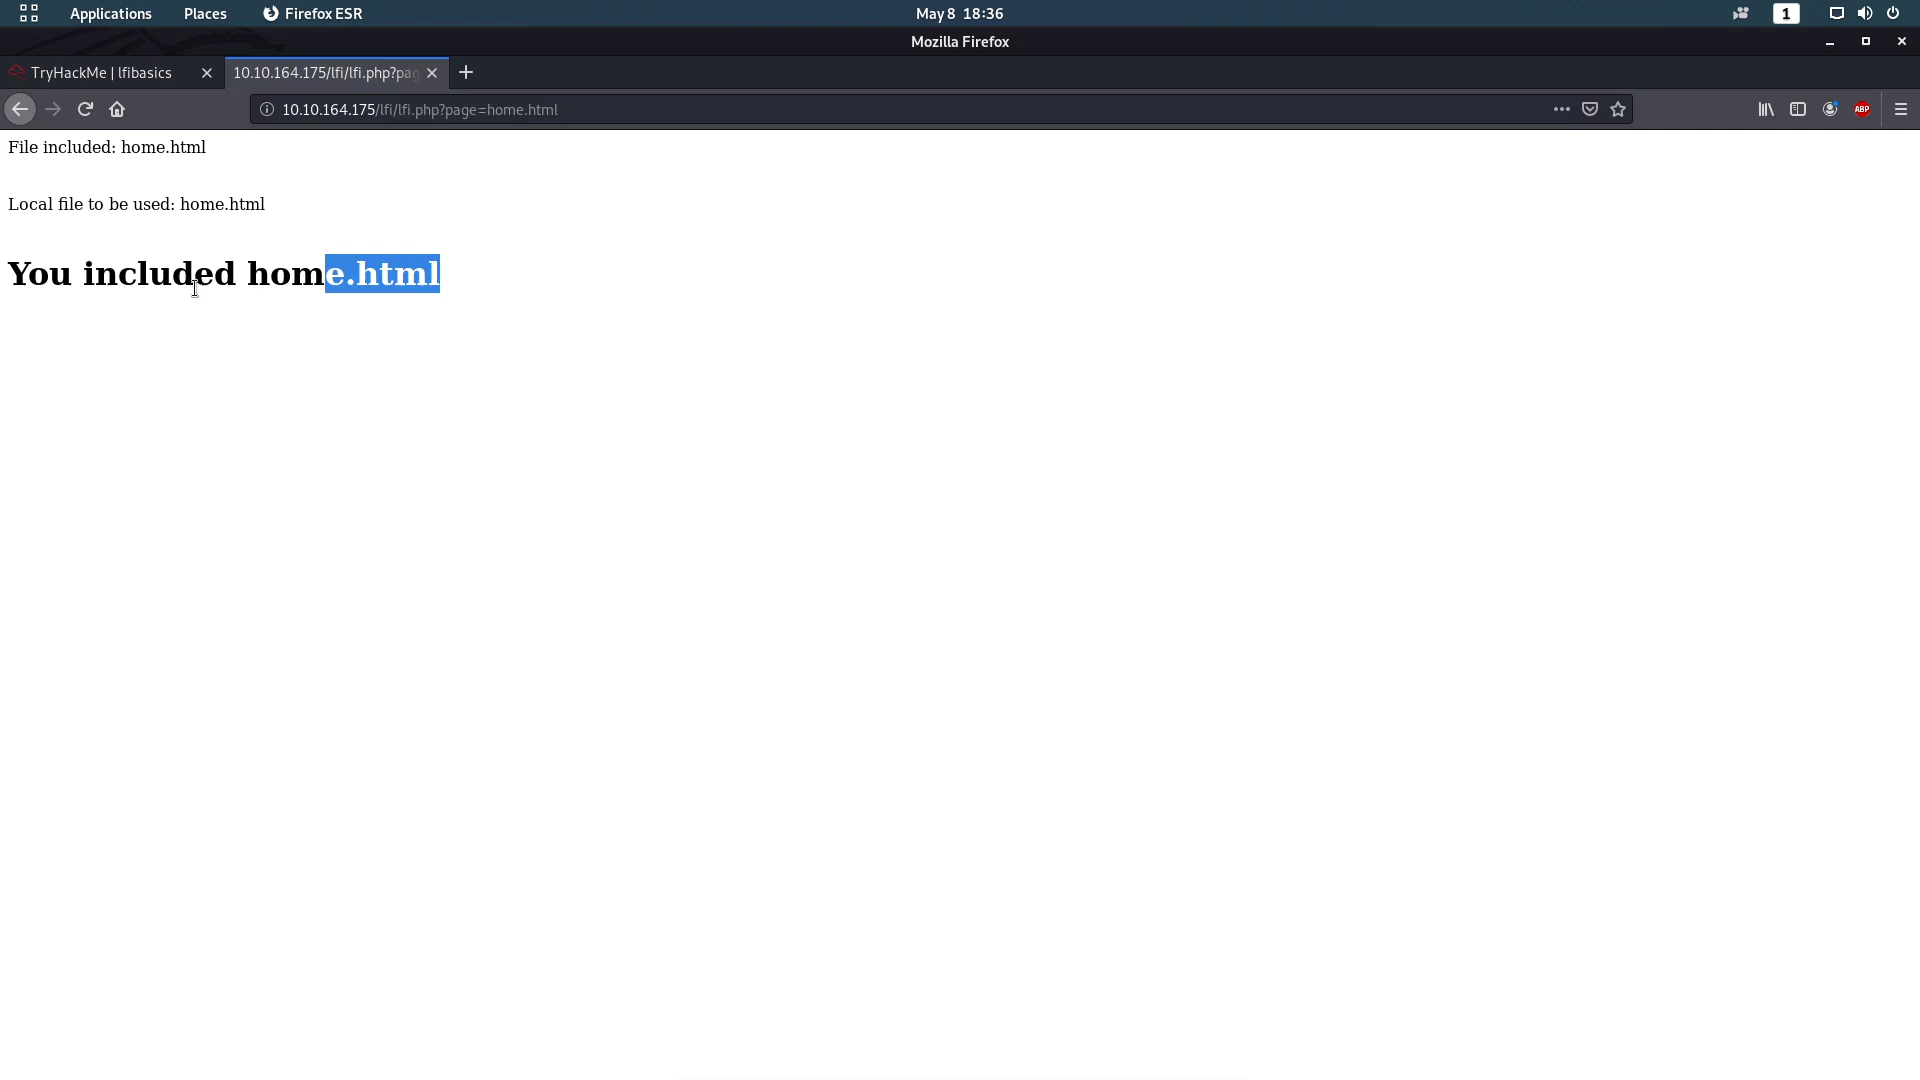 Applications Places Firefox ESR May 8 18:36 1
Mozilla Firefox
TryHackMe | lfibasics 10.10.164.175/lfi/lfi.php?pag
10.10.164.175/lfi/lfi.php?page=home.html ABP
File included: home.html
Local file to be used: home.html
You included home.html